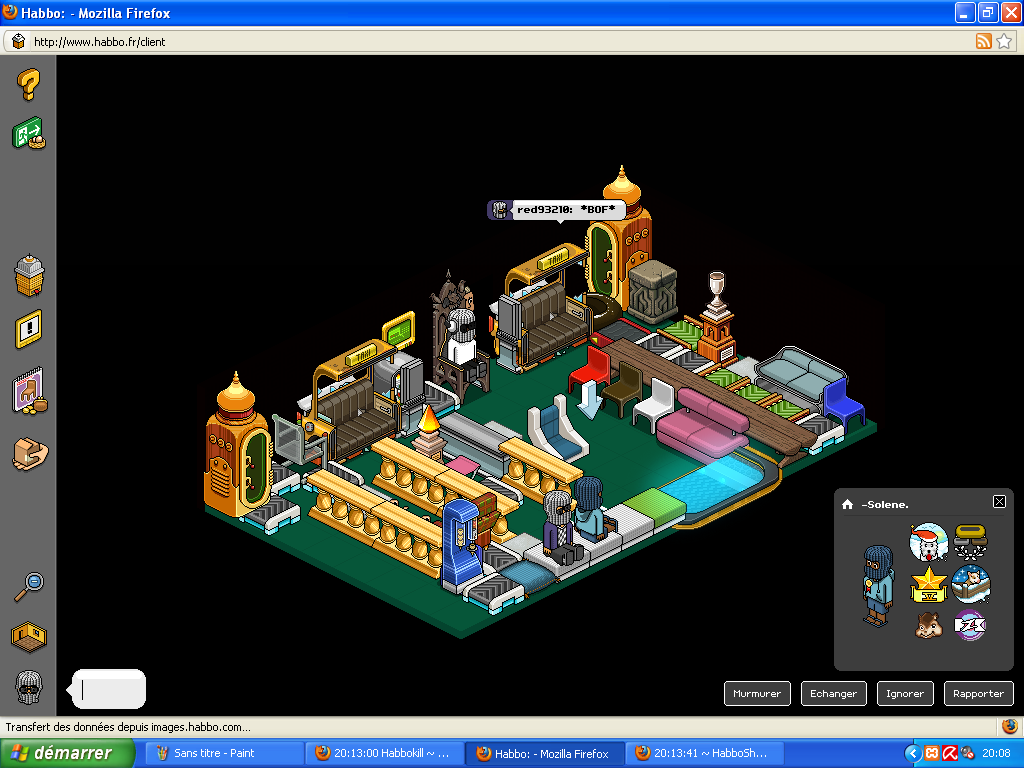 Habbo: - Mozilla Firefox
http://www.habbo.fr/client
red93210: *BOF*
TAXI
TAXI
-Solene.
Murmurer
Echanger
Ignorer
Rapporter
Transfert des données depuis images.habbo.com...
démarrer
Sans titre - Paint
20:13:00 Habbokill ~ ...
Habbo: - Mozilla Firefox
20:13:41 ~ HabboSh...
20:08